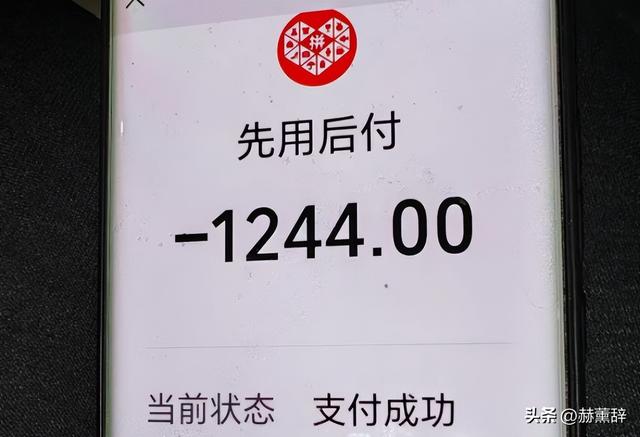 拼
先用后付
-1244.00
当前状态 支付成功
头条 @赫薰辞